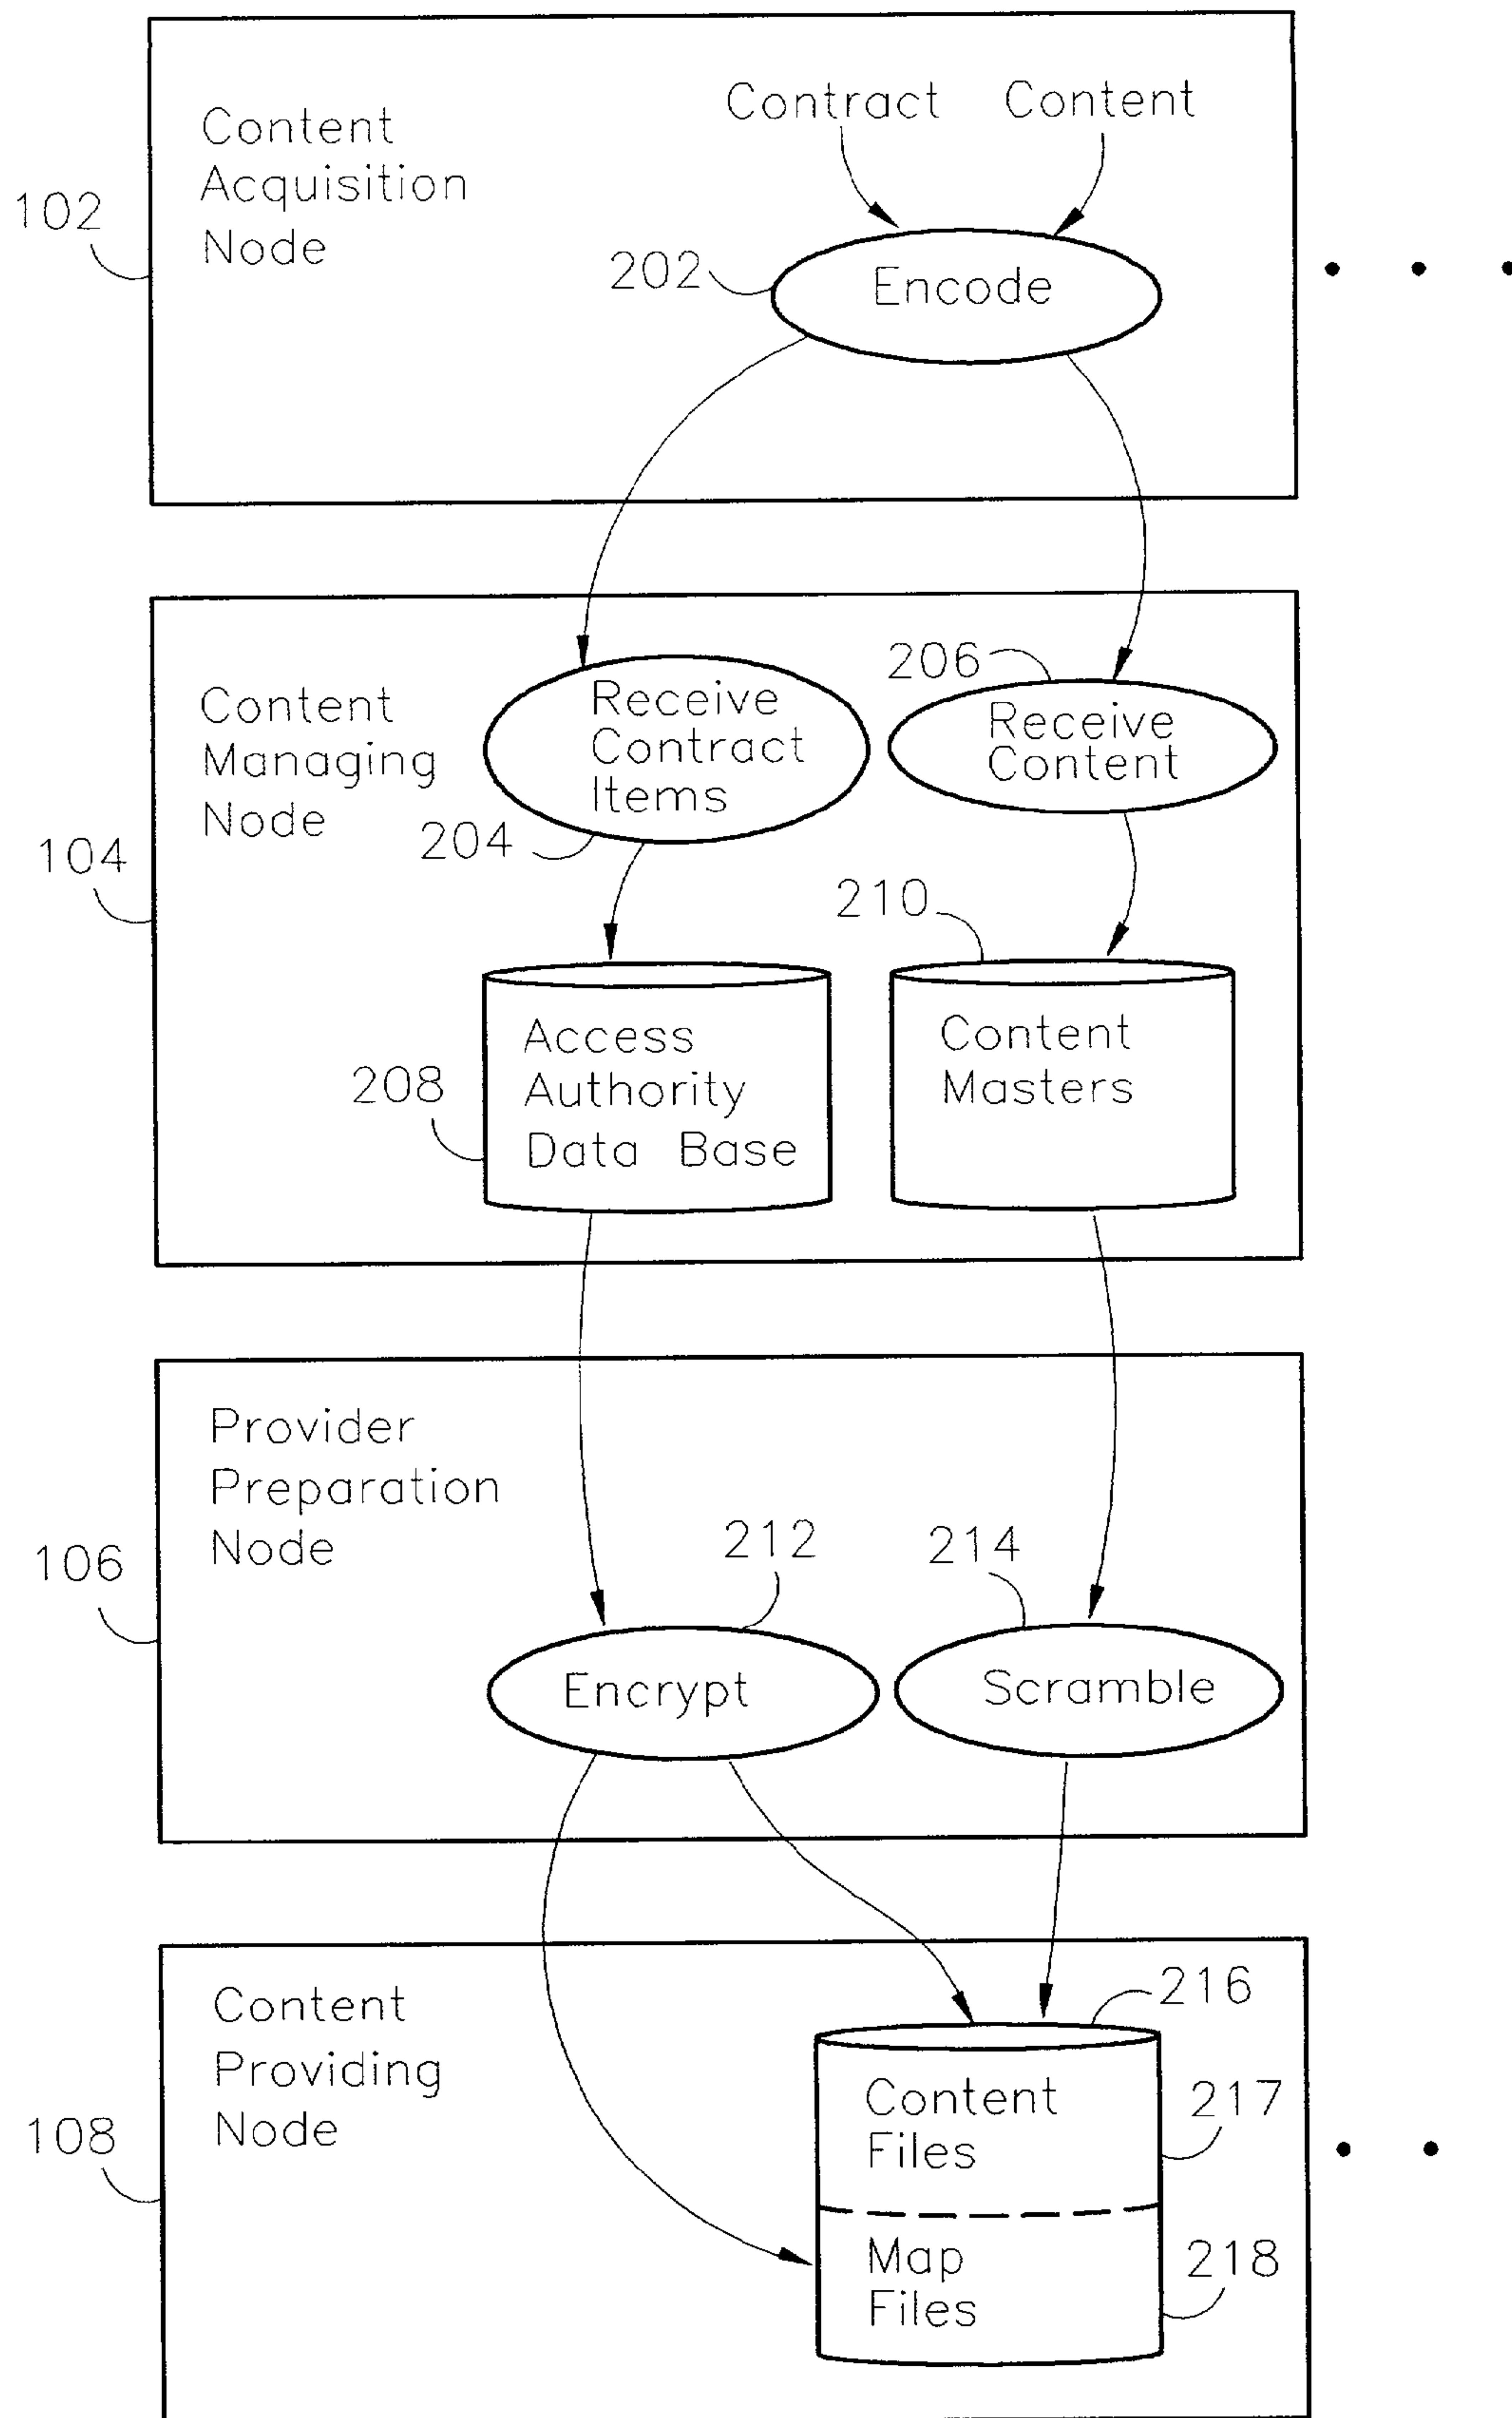 Contract Content
Content
Acquisition
Node
102
202
Encode
Content
Managing
Node
104
206
Receive
Contract
Items
204
Receive
Content
210
208
Access
Authority
Data Base
Content
Masters
Provider
Preparation
Node
106
212
214
Encrypt
Scramble
Content
Providing
Node
108
216
Content
Files
217
Map
Files
218